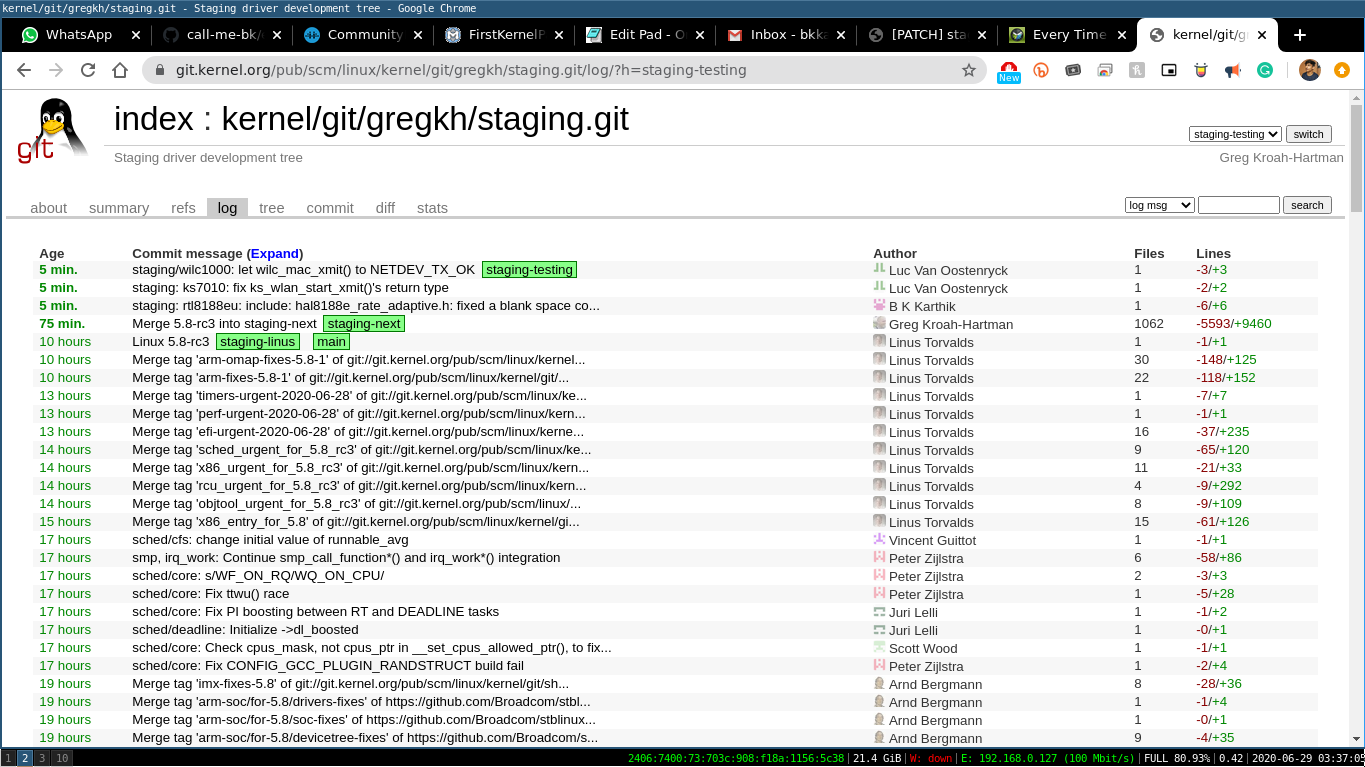 kernel/git/gregkh/staging.git - Staging driver development tree - Google Chrome
WhatsApp call-me-bk/ Community FirstKernelP Edit Pad - O Inbox - bkka [PATCH] sta Every Time kernel/git/g
git.kernel.org/pub/scm/linux/kernel/git/gregkh/staging.git/log/?h=staging-testing
New
git
index : kernel/git/gregkh/staging.git
staging-testing switch
Staging driver development tree Greg Kroah-Hartman
about summary refs log tree commit diff stats log msg search
Age Commit message (Expand) Author Files Lines
5 min. staging/wilc1000: let wilc_mac_xmit() to NETDEV_TX_OK staging-testing Luc Van Oostenryck 1 -3/+3
5 min. staging: ks7010: fix ks_wlan_start_xmit()'s return type Luc Van Oostenryck 1 -2/+2
5 min. staging: rtl8188eu: include: hal8188e_rate_adaptive.h: fixed a blank space co... B K Karthik 1 -6/+6
75 min. Merge 5.8-rc3 into staging-next staging-next Greg Kroah-Hartman 1062 -5593/+9460
10 hours Linux 5.8-rc3 staging-linus main Linus Torvalds 1 -1/+1
10 hours Merge tag 'arm-omap-fixes-5.8-1' of git://git.kernel.org/pub/scm/linux/kernel... Linus Torvalds 30 -148/+125
10 hours Merge tag 'arm-fixes-5.8-1' of git://git.kernel.org/pub/scm/linux/kernel/git/... Linus Torvalds 22 -118/+152
13 hours Merge tag 'timers-urgent-2020-06-28' of git://git.kernel.org/pub/scm/linux/ke... Linus Torvalds 1 -7/+7
13 hours Merge tag 'perf-urgent-2020-06-28' of git://git.kernel.org/pub/scm/linux/kern... Linus Torvalds 1 -1/+1
13 hours Merge tag 'efi-urgent-2020-06-28' of git://git.kernel.org/pub/scm/linux/kerne... Linus Torvalds 16 -37/+235
14 hours Merge tag 'sched_urgent_for_5.8_rc3' of git://git.kernel.org/pub/scm/linux/ke... Linus Torvalds 9 -65/+120
14 hours Merge tag 'x86_urgent_for_5.8_rc3' of git://git.kernel.org/pub/scm/linux/kern... Linus Torvalds 11 -21/+33
14 hours Merge tag 'rcu_urgent_for_5.8_rc3' of git://git.kernel.org/pub/scm/linux/kern... Linus Torvalds 4 -9/+292
14 hours Merge tag 'objtool_urgent_for_5.8_rc3' of git://git.kernel.org/pub/scm/linux/... Linus Torvalds 8 -9/+109
15 hours Merge tag 'x86_entry_for_5.8' of git://git.kernel.org/pub/scm/linux/kernel/gi... Linus Torvalds 15 -61/+126
17 hours sched/cfs: change initial value of runnable_avg Vincent Guittot 1 -1/+1
17 hours smp, irq_work: Continue smp_call_function*() and irq_work*() integration Peter Zijlstra 6 -58/+86
17 hours sched/core: s/WF_ON_RQ/WQ_ON_CPU/ Peter Zijlstra 2 -3/+3
17 hours sched/core: Fix ttwu() race Peter Zijlstra 1 -5/+28
17 hours sched/core: Fix PI boosting between RT and DEADLINE tasks Juri Lelli 1 -1/+2
17 hours sched/deadline: Initialize ->dl_boosted Juri Lelli 1 -0/+1
17 hours sched/core: Check cpus_mask, not cpus_ptr in __set_cpus_allowed_ptr(), to fix... Scott Wood 1 -1/+1
17 hours sched/core: Fix CONFIG_GCC_PLUGIN_RANDSTRUCT build fail Peter Zijlstra 1 -2/+4
19 hours Merge tag 'imx-fixes-5.8' of git://git.kernel.org/pub/scm/linux/kernel/git/sh... Arnd Bergmann 8 -28/+36
19 hours Merge tag 'arm-soc/for-5.8/drivers-fixes' of https://github.com/Broadcom/stbl... Arnd Bergmann 1 -1/+4
19 hours Merge tag 'arm-soc/for-5.8/soc-fixes' of https://github.com/Broadcom/stblinux... Arnd Bergmann 1 -0/+1
19 hours Merge tag 'arm-soc/for-5.8/devicetree-fixes' of https://github.com/Broadcom/s... Arnd Bergmann 9 -4/+35
1 2 3 10 2406:7400:73:703c:908:f18a:1156:5c38 | 21.4 GiB | W: down | E: 192.168.0.127 (100 Mbit/s) | FULL 80.93% | 0.42 | 2020-06-29 03:37:05